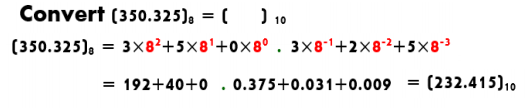 Convert (350.325)₈ = (    ) ₁₀
(350.325)₈ = 3×8²+5×8¹+0×8⁰ . 3×8⁻¹+2×8⁻²+5×8⁻³
= 192+40+0 . 0.375+0.031+0.009 = (232.415)₁₀